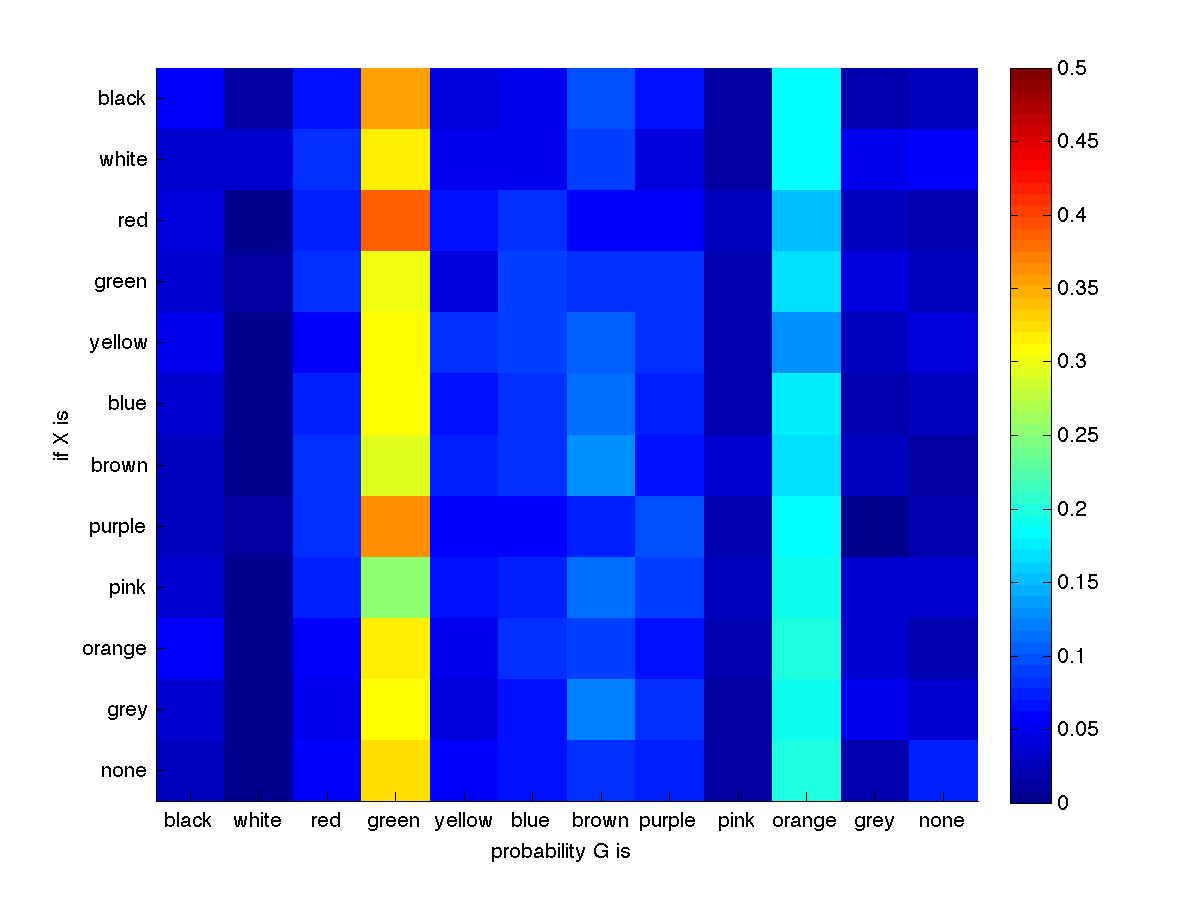 black
white
red
green
yellow
blue
brown
purple
pink
orange
grey
none
if X is
black white red green yellow blue brown purple pink orange grey none
probability G is
0.5
0.45
0.4
0.35
0.3
0.25
0.2
0.15
0.1
0.05
0